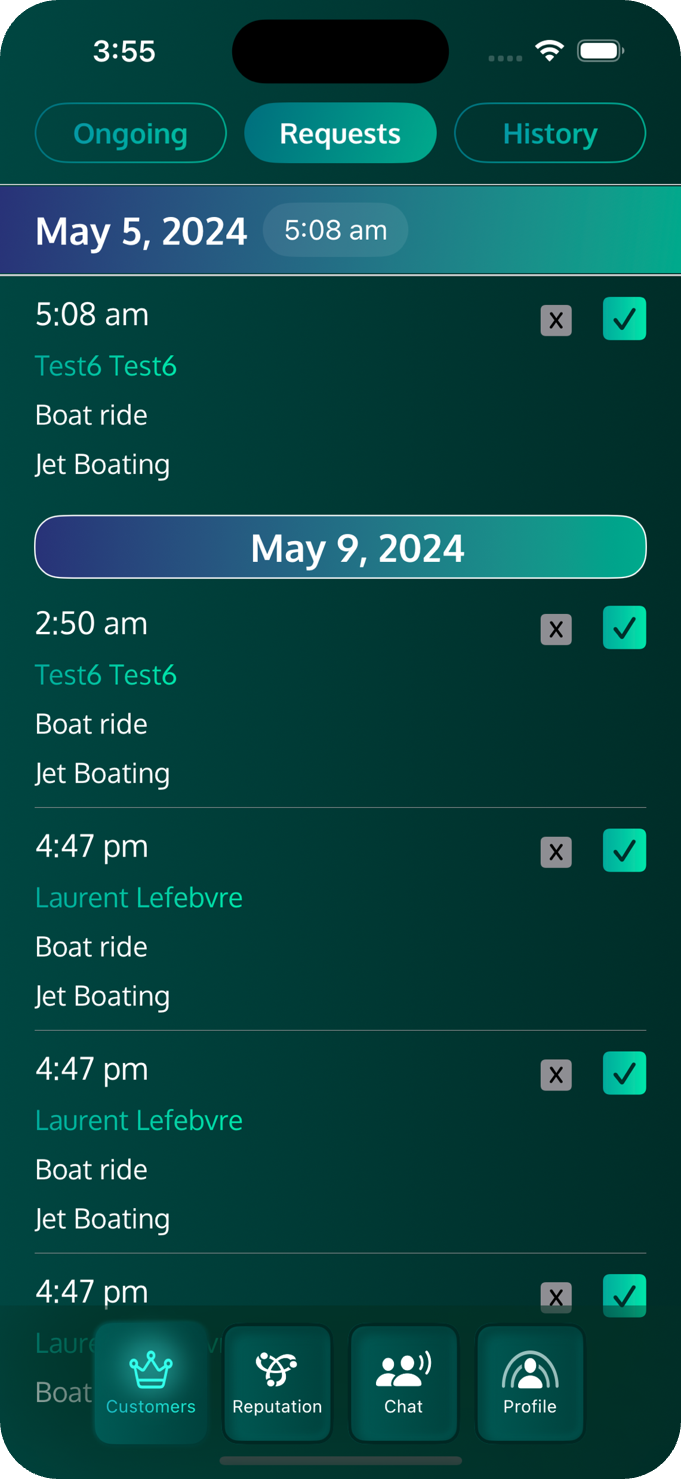 3:55
Ongoing Requests History
May 5, 2024 5:08 am
5:08 am X
Test6 Test6
Boat ride
Jet Boating
May 9, 2024
2:50 am X
Test6 Test6
Boat ride
Jet Boating
4:47 pm X
Laurent Lefebvre
Boat ride
Jet Boating
4:47 pm X
Laurent Lefebvre
Boat ride
Jet Boating
4:47 pm X
Boat
Customers Reputation Chat Profile